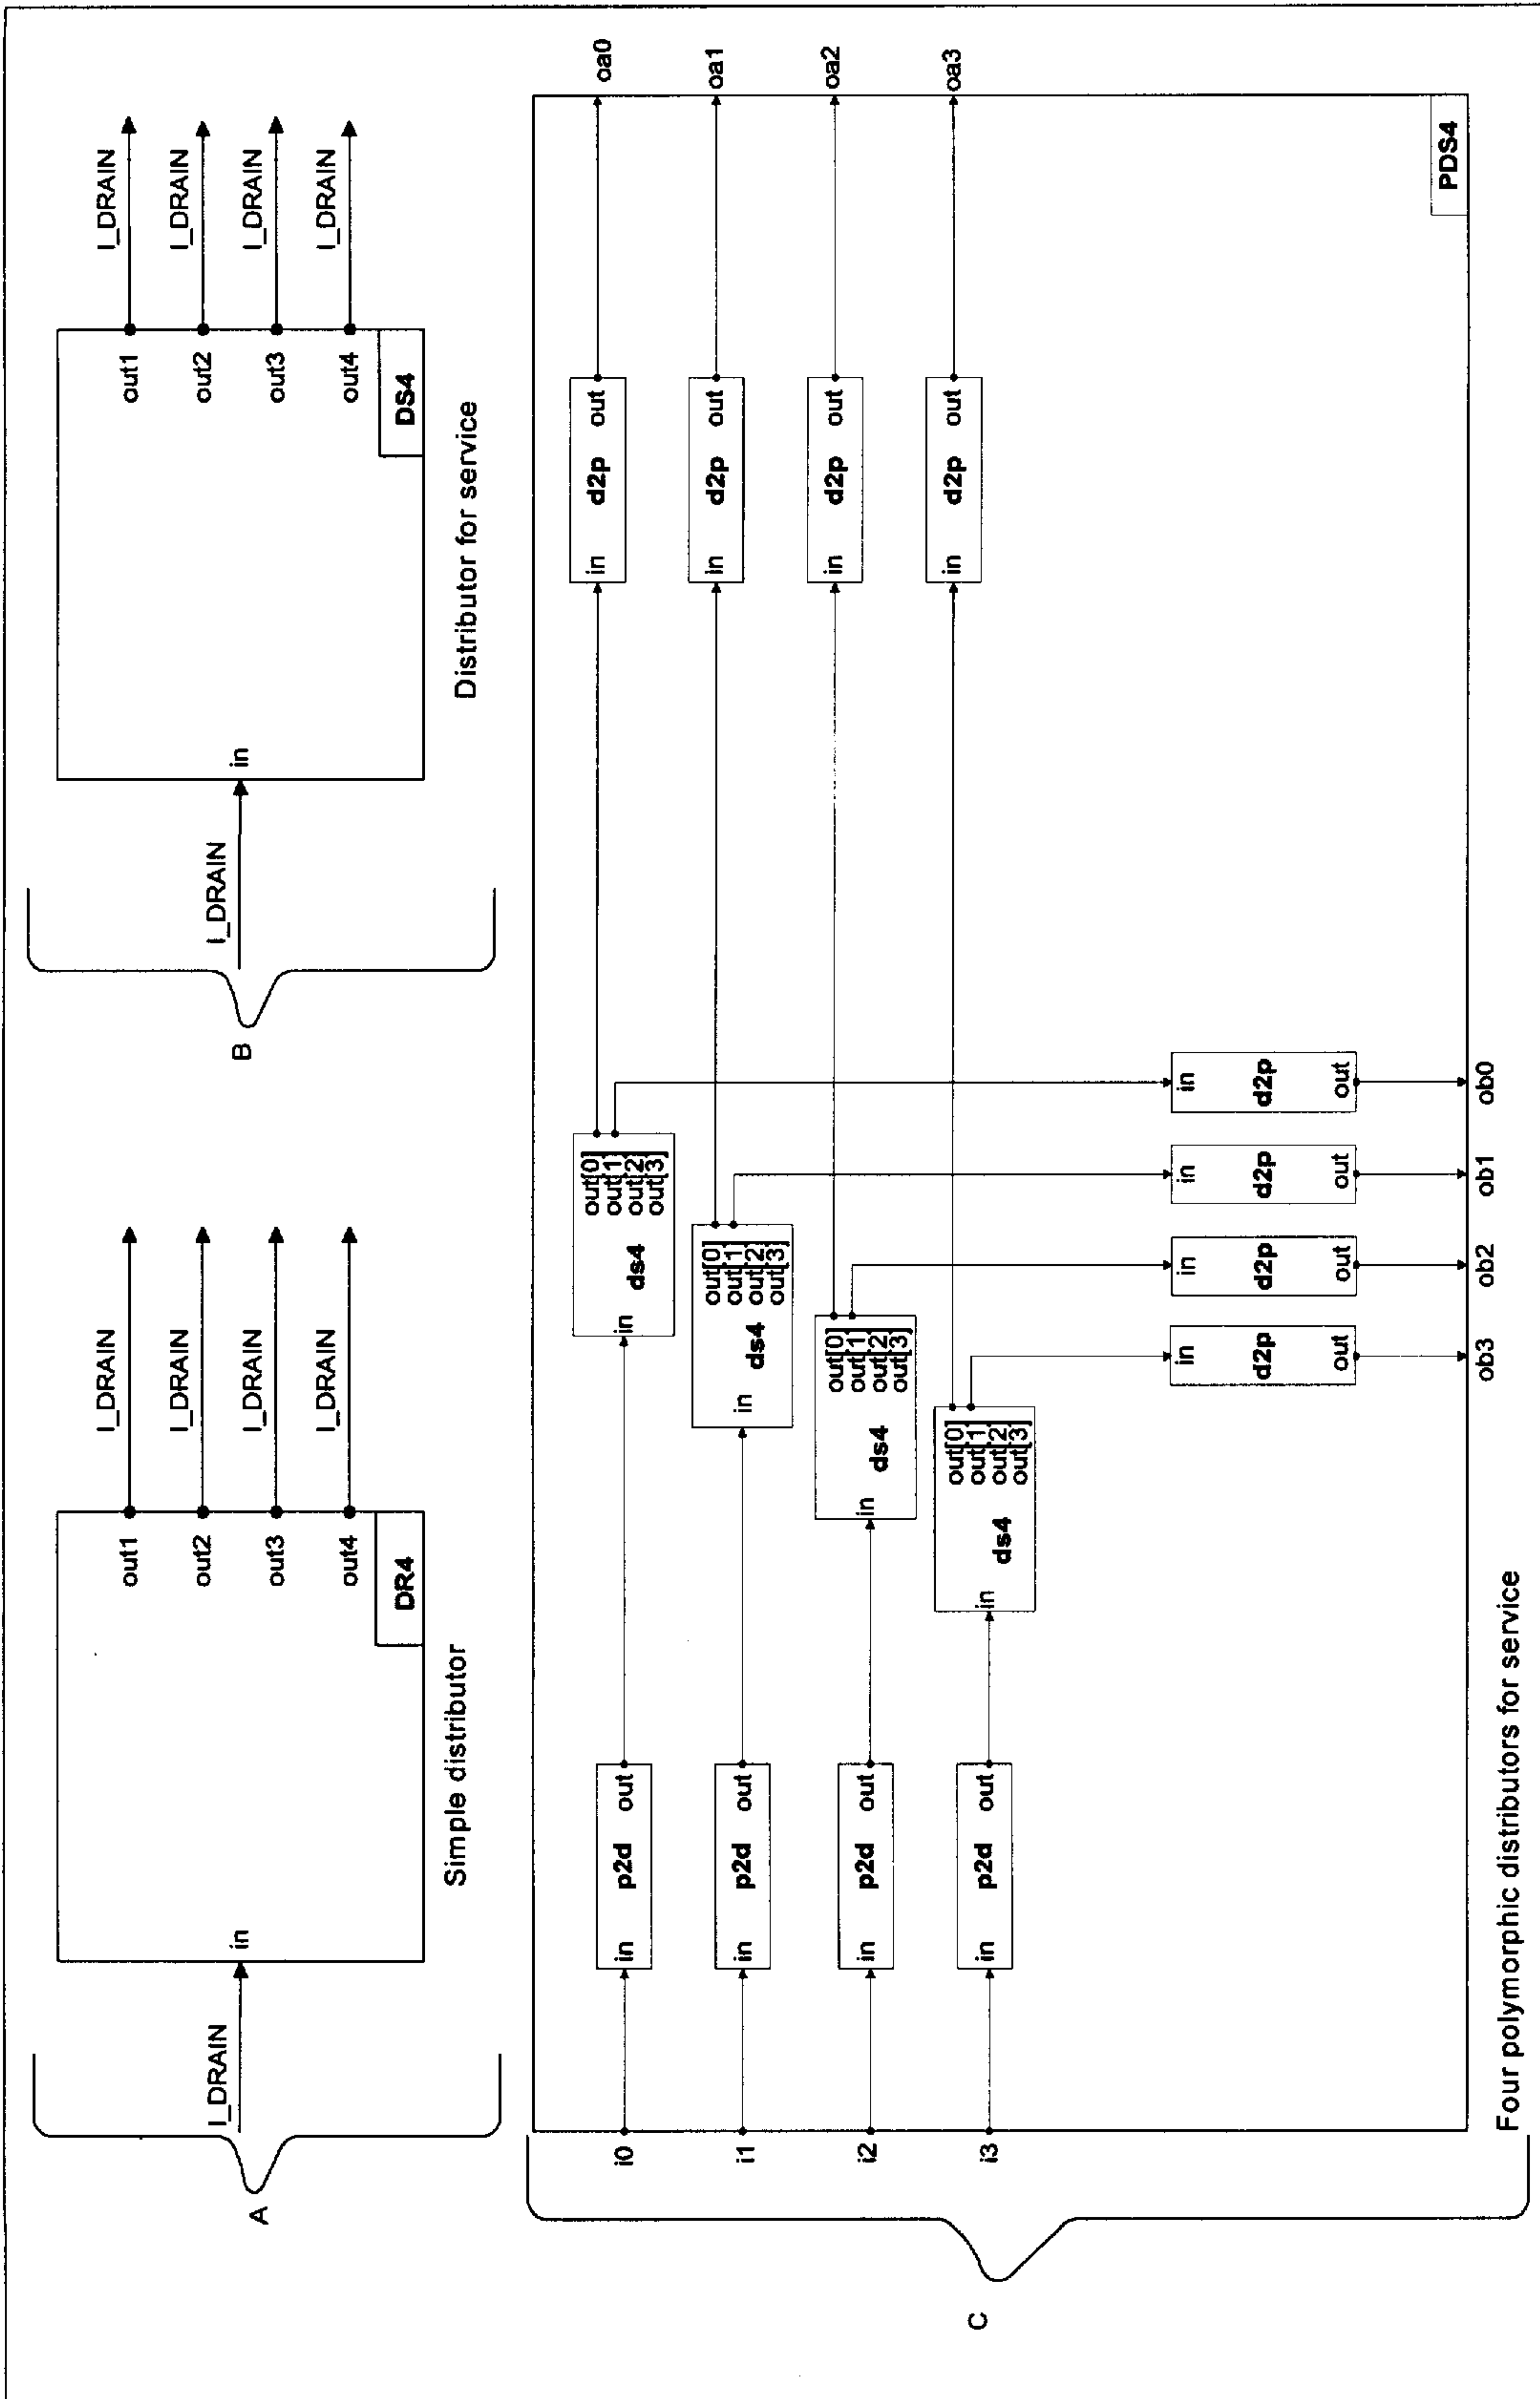 A
I_DRAIN
in
out1
out2
out3
out4
DR4
I_DRAIN
I_DRAIN
I_DRAIN
I_DRAIN
Simple distributor
B
I_DRAIN
in
out1
out2
out3
out4
DS4
I_DRAIN
I_DRAIN
I_DRAIN
I_DRAIN
Distributor for service
C
i0
in p2d out
in ds4
out[0]
out[1]
out[2]
out[3]
in d2p out
oa0
i1
in p2d out
in ds4
out[0]
out[1]
out[2]
out[3]
in d2p out
oa1
i2
in p2d out
in ds4
out[0]
out[1]
out[2]
out[3]
in d2p out
oa2
i3
in p2d out
in ds4
out[0]
out[1]
out[2]
out[3]
in d2p out
oa3
in in in in
d2p d2p d2p d2p
out out out out
PDS4
ob3 ob2 ob1 ob0
Four polymorphic distributors for service